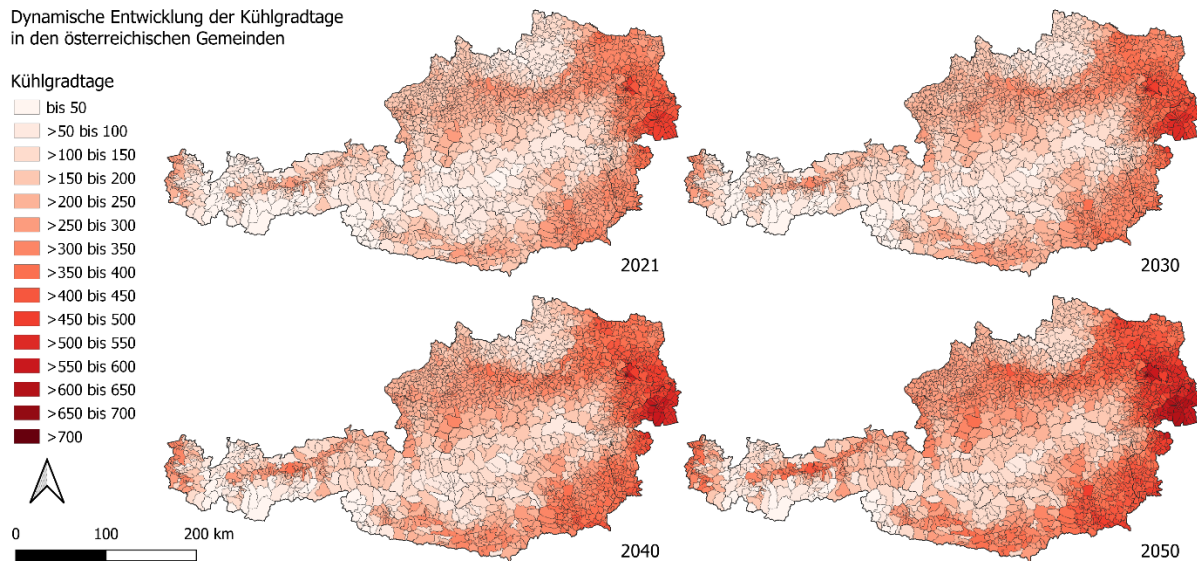 Dynamische Entwicklung der Kühlgradtage
in den österreichischen Gemeinden
Kühlgradtage
bis 50
>50 bis 100
>100 bis 150
>150 bis 200
>200 bis 250
>250 bis 300
>300 bis 350
>350 bis 400
>400 bis 450
>450 bis 500
>500 bis 550
>550 bis 600
>600 bis 650
>650 bis 700
>700
0 100 200 km
2021
2030
2040
2050